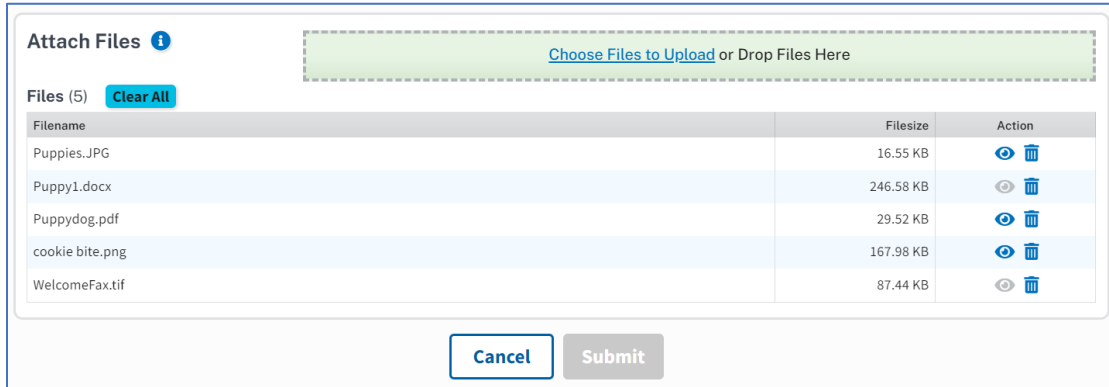 Attach Files
Choose Files to Upload or Drop Files Here
Files (5) Clear All
Filename Filesize Action
Puppies.JPG 16.55 KB
Puppy1.docx 246.58 KB
Puppydog.pdf 29.52 KB
cookie bite.png 167.98 KB
WelcomeFax.tif 87.44 KB
Cancel Submit